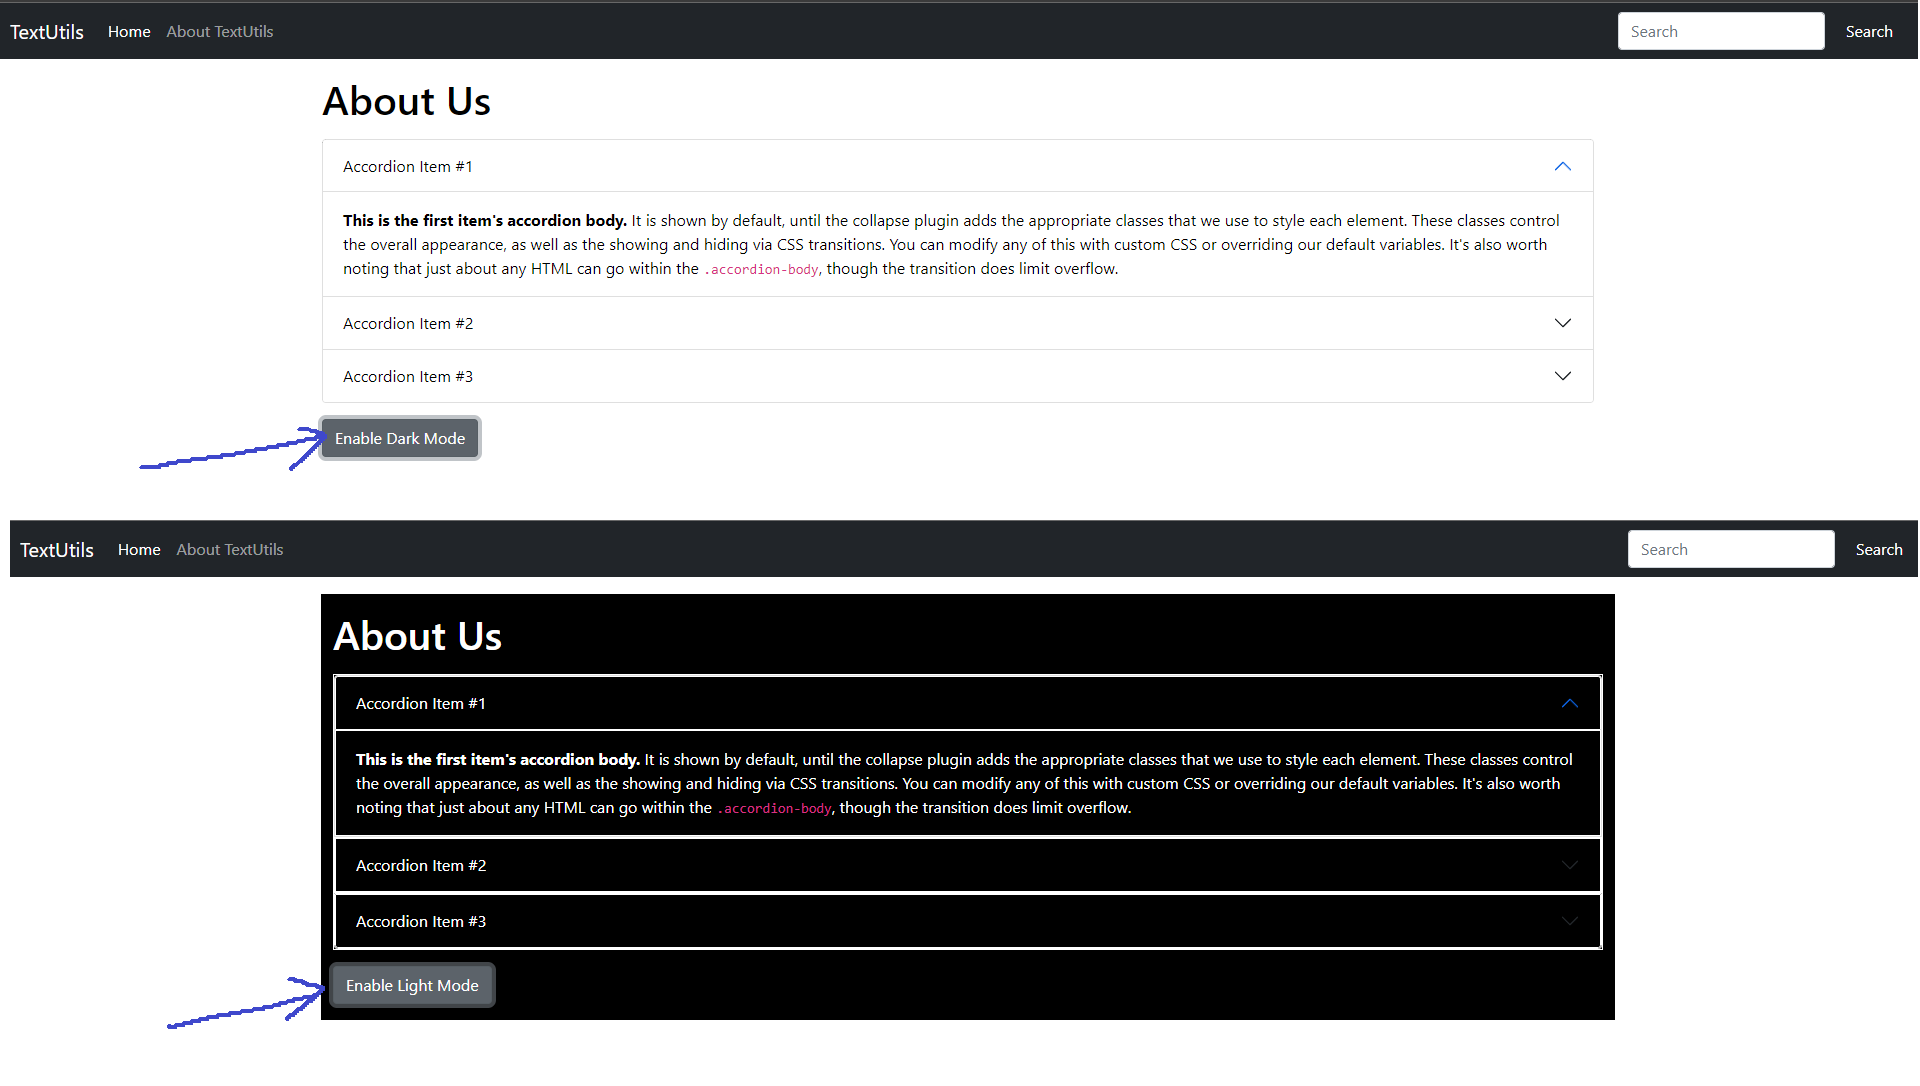 TextUtils Home About TextUtils Search Search
About Us
Accordion Item #1
This is the first item's accordion body. It is shown by default, until the collapse plugin adds the appropriate classes that we use to style each element. These classes control
the overall appearance, as well as the showing and hiding via CSS transitions. You can modify any of this with custom CSS or overriding our default variables. It's also worth
noting that just about any HTML can go within the .accordion-body, though the transition does limit overflow.
Accordion Item #2
Accordion Item #3
Enable Dark Mode
TextUtils Home About TextUtils Search Search
About Us
Accordion Item #1
This is the first item's accordion body. It is shown by default, until the collapse plugin adds the appropriate classes that we use to style each element. These classes control
the overall appearance, as well as the showing and hiding via CSS transitions. You can modify any of this with custom CSS or overriding our default variables. It's also worth
noting that just about any HTML can go within the .accordion-body, though the transition does limit overflow.
Accordion Item #2
Accordion Item #3
Enable Light Mode